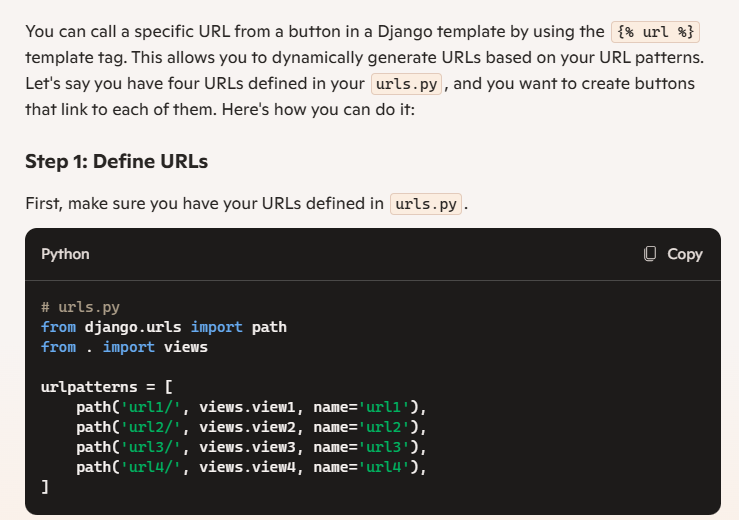 You can call a specific URL from a button in a Django template by using the {% url %}
template tag. This allows you to dynamically generate URLs based on your URL patterns.
Let's say you have four URLs defined in your urls.py, and you want to create buttons
that link to each of them. Here's how you can do it:
Step 1: Define URLs
First, make sure you have your URLs defined in urls.py.
Python
Copy
# urls.py
from django.urls import path
from . import views

urlpatterns = [
    path('url1/', views.view1, name='url1'),
    path('url2/', views.view2, name='url2'),
    path('url3/', views.view3, name='url3'),
    path('url4/', views.view4, name='url4'),
]